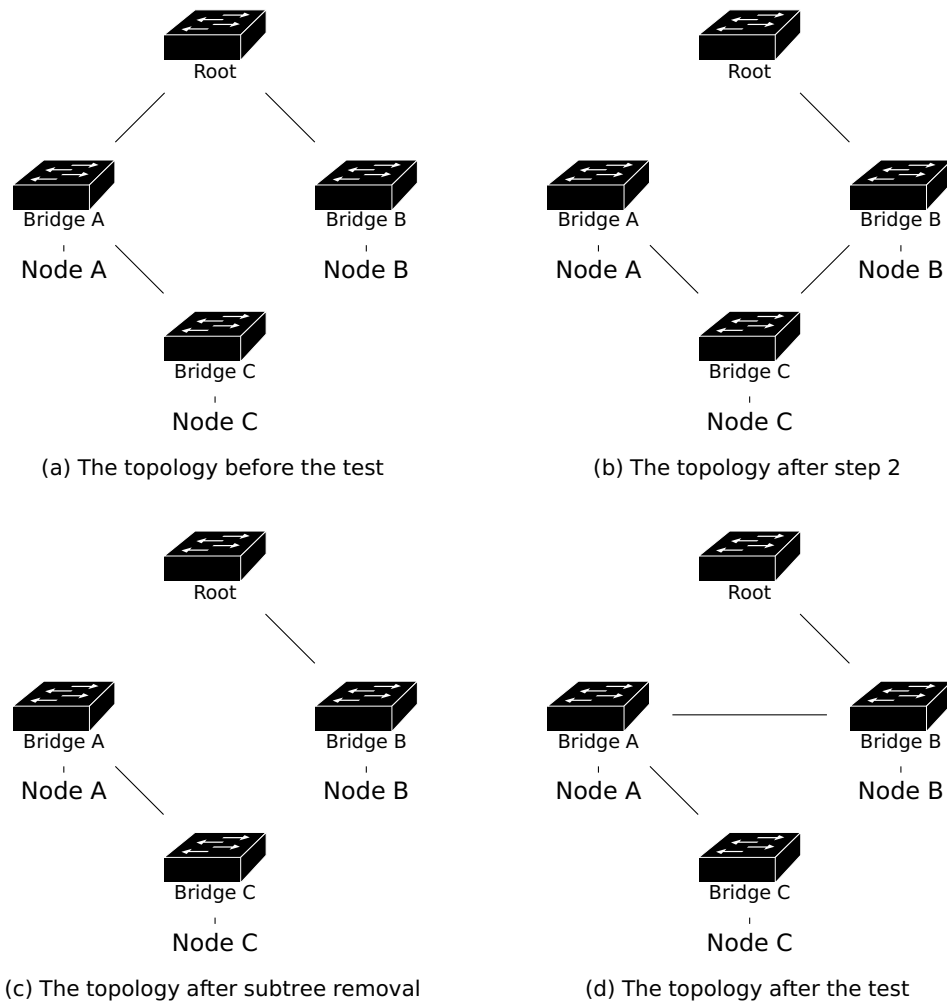 Root
Bridge A
Bridge B
Node A
Node B
Bridge C
Node C
(a) The topology before the test
Root
Bridge A
Bridge B
Node A
Node B
Bridge C
Node C
(b) The topology after step 2
Root
Bridge A
Bridge B
Node A
Node B
Bridge C
Node C
(c) The topology after subtree removal
Root
Bridge A
Bridge B
Node A
Node B
Bridge C
Node C
(d) The topology after the test